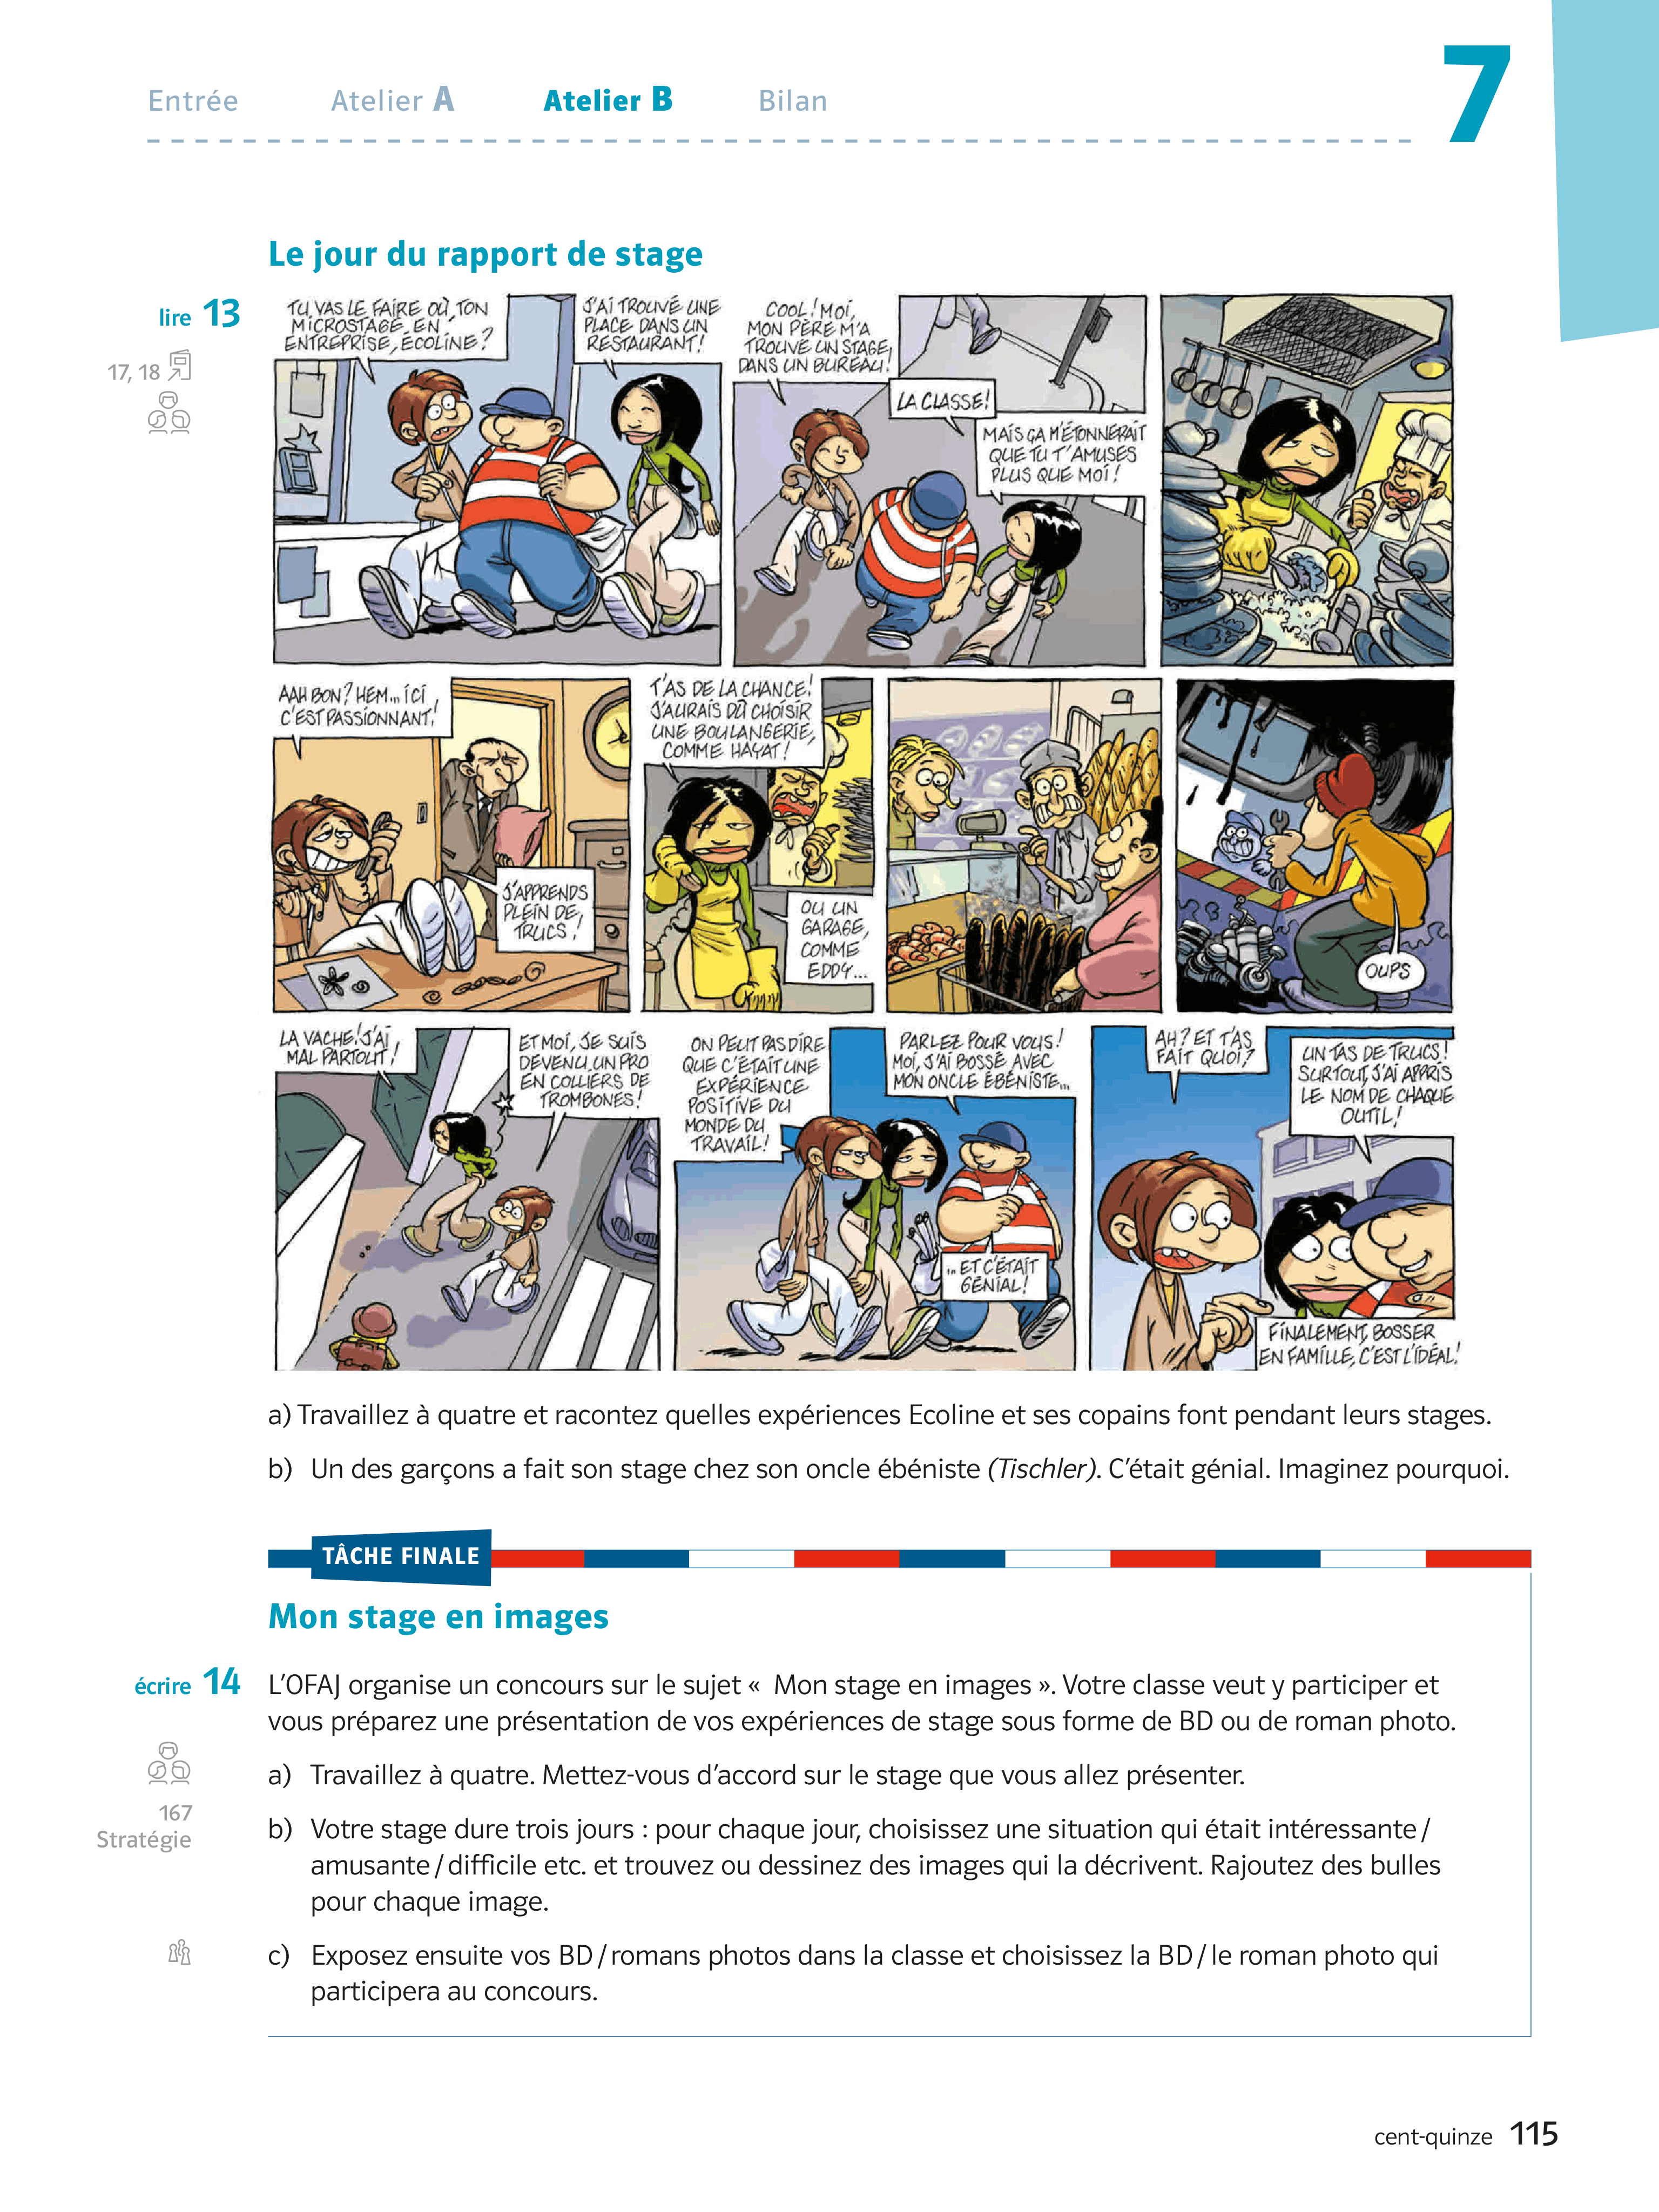 Entrée Atelier A Atelier B Bilan 7
Le jour du rapport de stage
lire 13
17, 18
TU VAS LE FAIRE OÙ, TON
MICROSTAGE EN
ENTREPRISE, ÉCOLINE ?
J'AI TROUVÉ UNE
PLACE DANS UN
RESTAURANT !
COOL ! MOI,
MON PÈRE M'A
TROUVÉ UN STAGE
DANS UN BUREAU !
LA CLASSE !
MAIS ÇA M'ÉTONNERAIT
QUE TU T'AMUSES
PLUS QUE MOI !
AAH BON ? HEM... ICI
C'EST PASSIONNANT !
J'APPRENDS
PLEIN DE
TRUCS !
T'AS DE LA CHANCE !
J'AURAIS DÛ CHOISIR
UNE BOULANGERIE,
COMME HAYAT !
OU UN
GARAGE,
COMME
EDDY...
OUPS
LA VACHE ! J'AI
MAL PARTOUT !
ET MOI, JE SUIS
DEVENU UN PRO
EN COLLIERS DE
TROMBONES !
ON PEUT PAS DIRE
QUE C'ÉTAIT UNE
EXPÉRIENCE
POSITIVE DU
MONDE DU
TRAVAIL !
PARLEZ POUR VOUS !
MOI, J'AI BOSSÉ AVEC
MON ONCLE ÉBÉNISTE...
... ET C'ÉTAIT
GÉNIAL !
AH ? ET T'AS
FAIT QUOI ?
UN TAS DE TRUCS !
SURTOUT, J'AI APPRIS
LE NOM DE CHAQUE
OUTIL !
FINALEMENT, BOSSER
EN FAMILLE, C'EST L'IDÉAL !
a) Travaillez à quatre et racontez quelles expériences Ecoline et ses copains font pendant leurs stages.
b) Un des garçons a fait son stage chez son oncle ébéniste (Tischler). C'était génial. Imaginez pourquoi.
TÂCHE FINALE
Mon stage en images
écrire 14
L'OFAJ organise un concours sur le sujet « Mon stage en images ». Votre classe veut y participer et
vous préparez une présentation de vos expériences de stage sous forme de BD ou de roman photo.
a) Travaillez à quatre. Mettez-vous d'accord sur le stage que vous allez présenter.
167
Stratégie
b) Votre stage dure trois jours : pour chaque jour, choisissez une situation qui était intéressante /
amusante / difficile etc. et trouvez ou dessinez des images qui la décrivent. Rajoutez des bulles
pour chaque image.
c) Exposez ensuite vos BD / romans photos dans la classe et choisissez la BD / le roman photo qui
participera au concours.
cent-quinze 115